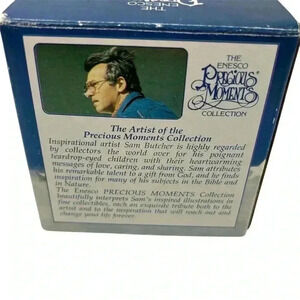 THE
ENESCO
THE
ENESCO
PRECIOUS
MOMENTS
COLLECTION
The Artist of the
Precious Moments Collection
Inspirational artist Sam Butcher is highly regarded
by collectors the world over for his poignant
teardrop-eyed children with their heartwarming
messages of love, caring, and sharing. Sam attributes
his remarkable talent to a gift from God, and he finds
inspiration for many of his subjects in the Bible and
in Nature.
The Enesco PRECIOUS MOMENTS Collection
beautifully interprets Sam's inspired illustrations in
fine collectibles, each an exquisite tribute both to the
artist and to the inspiration that will reach out and
change your life forever.